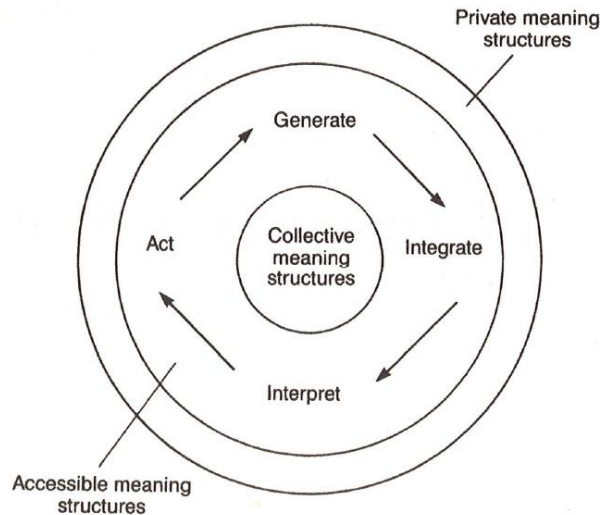 Private meaning
structures
Generate
Act
Collective
meaning
structures
Integrate
Interpret
Accessible meaning
structures